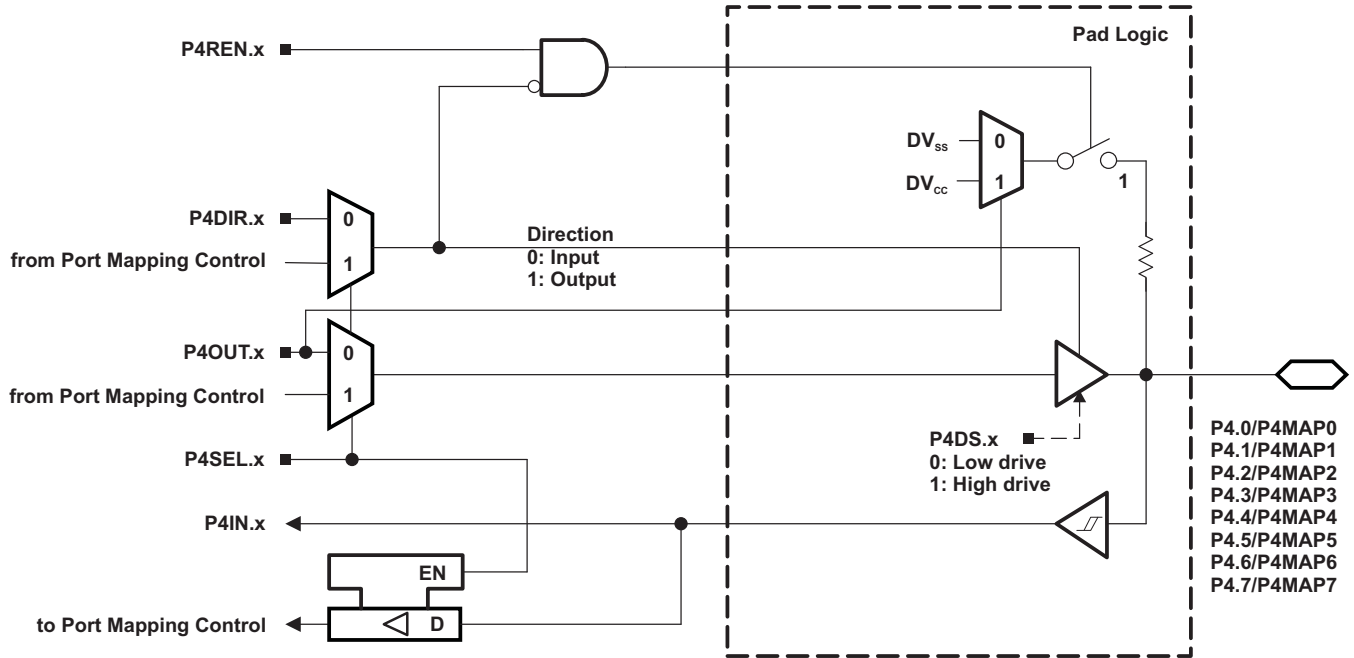 Pad Logic
P4REN.x
DVss
0
DVcc
1
1
P4DIR.x
0
from Port Mapping Control
1
Direction
0: Input
1: Output
P4OUT.x
0
from Port Mapping Control
1
P4DS.x
0: Low drive
1: High drive
P4SEL.x
P4IN.x
EN
to Port Mapping Control
D
P4.0/P4MAP0
P4.1/P4MAP1
P4.2/P4MAP2
P4.3/P4MAP3
P4.4/P4MAP4
P4.5/P4MAP5
P4.6/P4MAP6
P4.7/P4MAP7